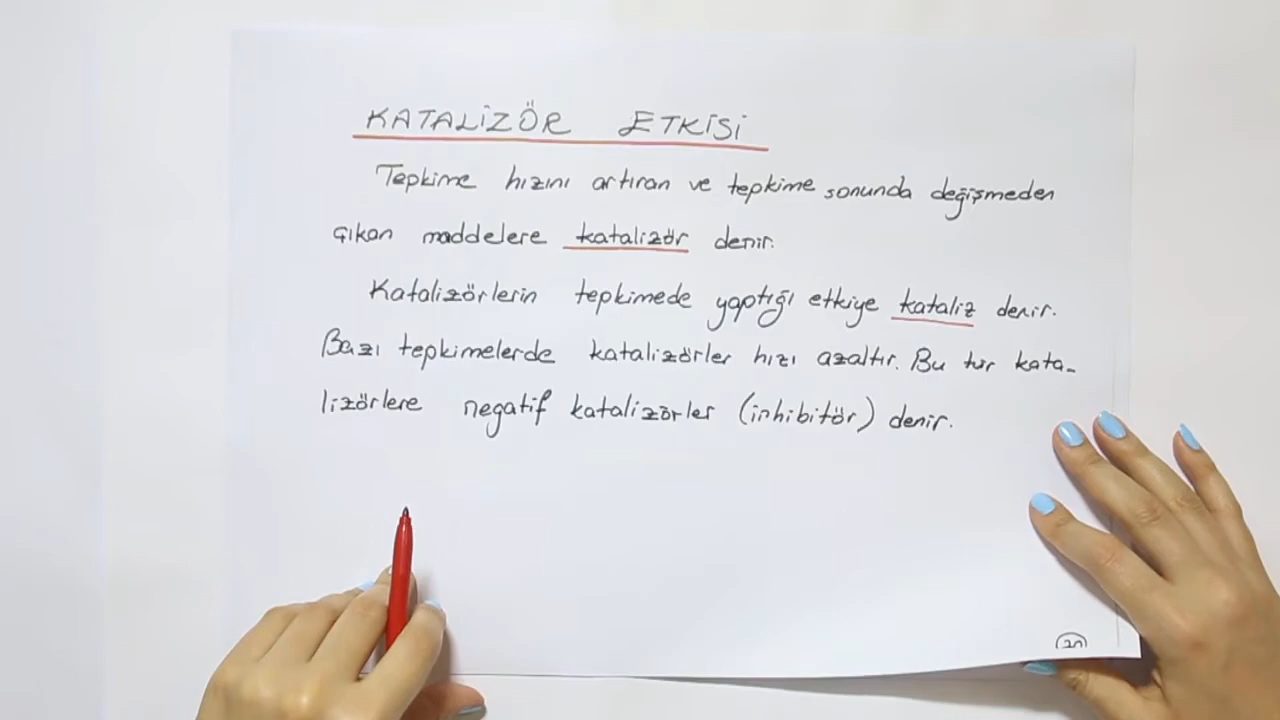 KATALİZÖR ETKİSİ
Tepkime hızını artıran ve tepkime sonunda değişmeden
çıkan maddelere katalizör denir.
Katalizörlerin tepkimede yaptığı etkiye kataliz denir.
Bazı tepkimelerde katalizörler hızı azaltır. Bu tür kata-
lizörlere negatif katalizörler (inhibitör) denir.